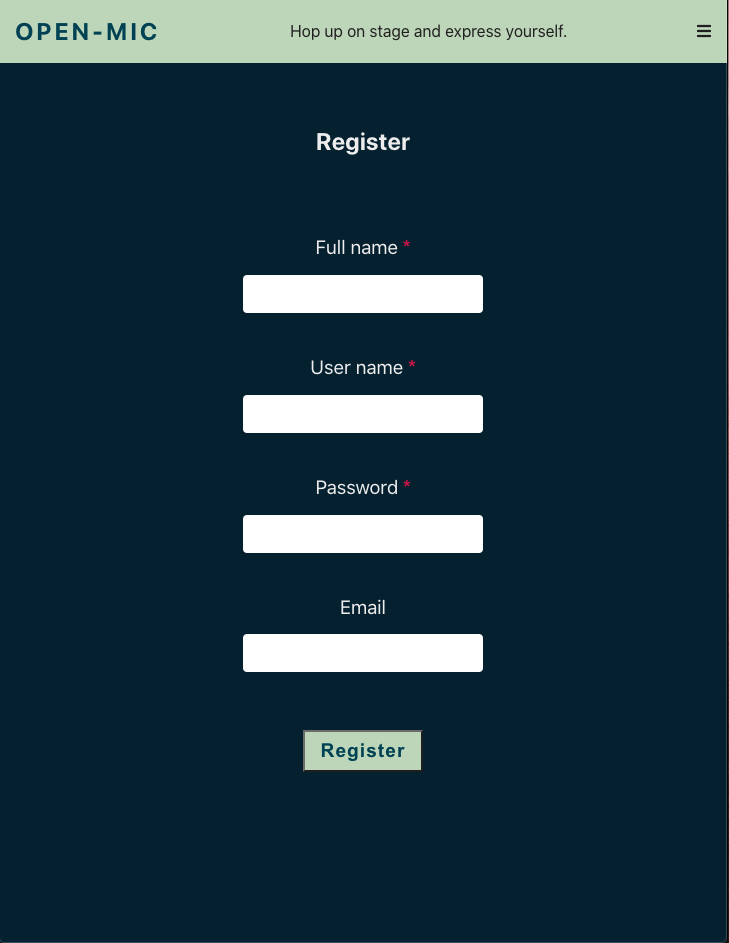 OPEN-MIC
Hop up on stage and express yourself.
Register
Full name *
User name *
Password *
Email
Register